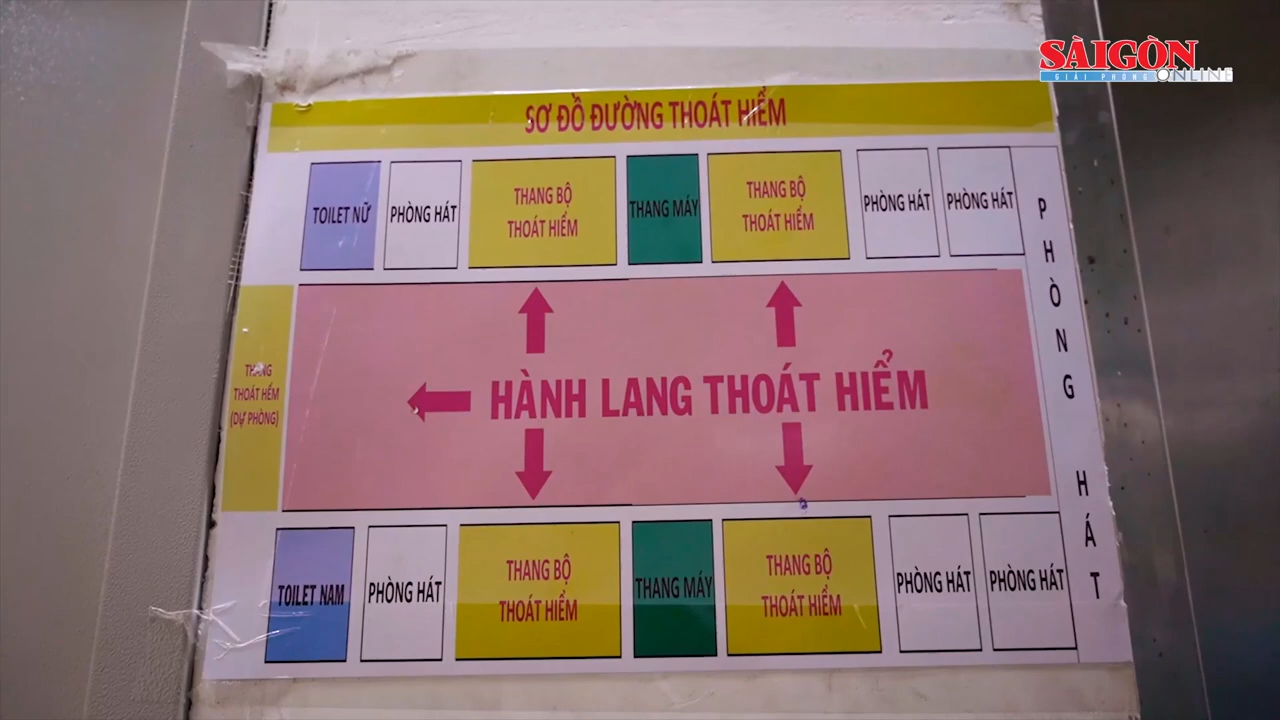 SÀIGÒN
GIẢI PHÓNG ONLINE
SƠ ĐỒ ĐƯỜNG THOÁT HIỂM
TOILET NỮ
PHÒNG HÁT
THANG BỘ
THOÁT HIỂM
THANG MÁY
THANG BỘ
THOÁT HIỂM
PHÒNG HÁT
PHÒNG HÁT
PHÒNG HÁT
THANG
THOÁT HỂM
(DỰ PHÒNG)
HÀNH LANG THOÁT HIỂM
TOILET NAM
PHÒNG HÁT
THANG BỘ
THOÁT HIỂM
THANG MÁY
THANG BỘ
THOÁT HIỂM
PHÒNG HÁT
PHÒNG HÁT